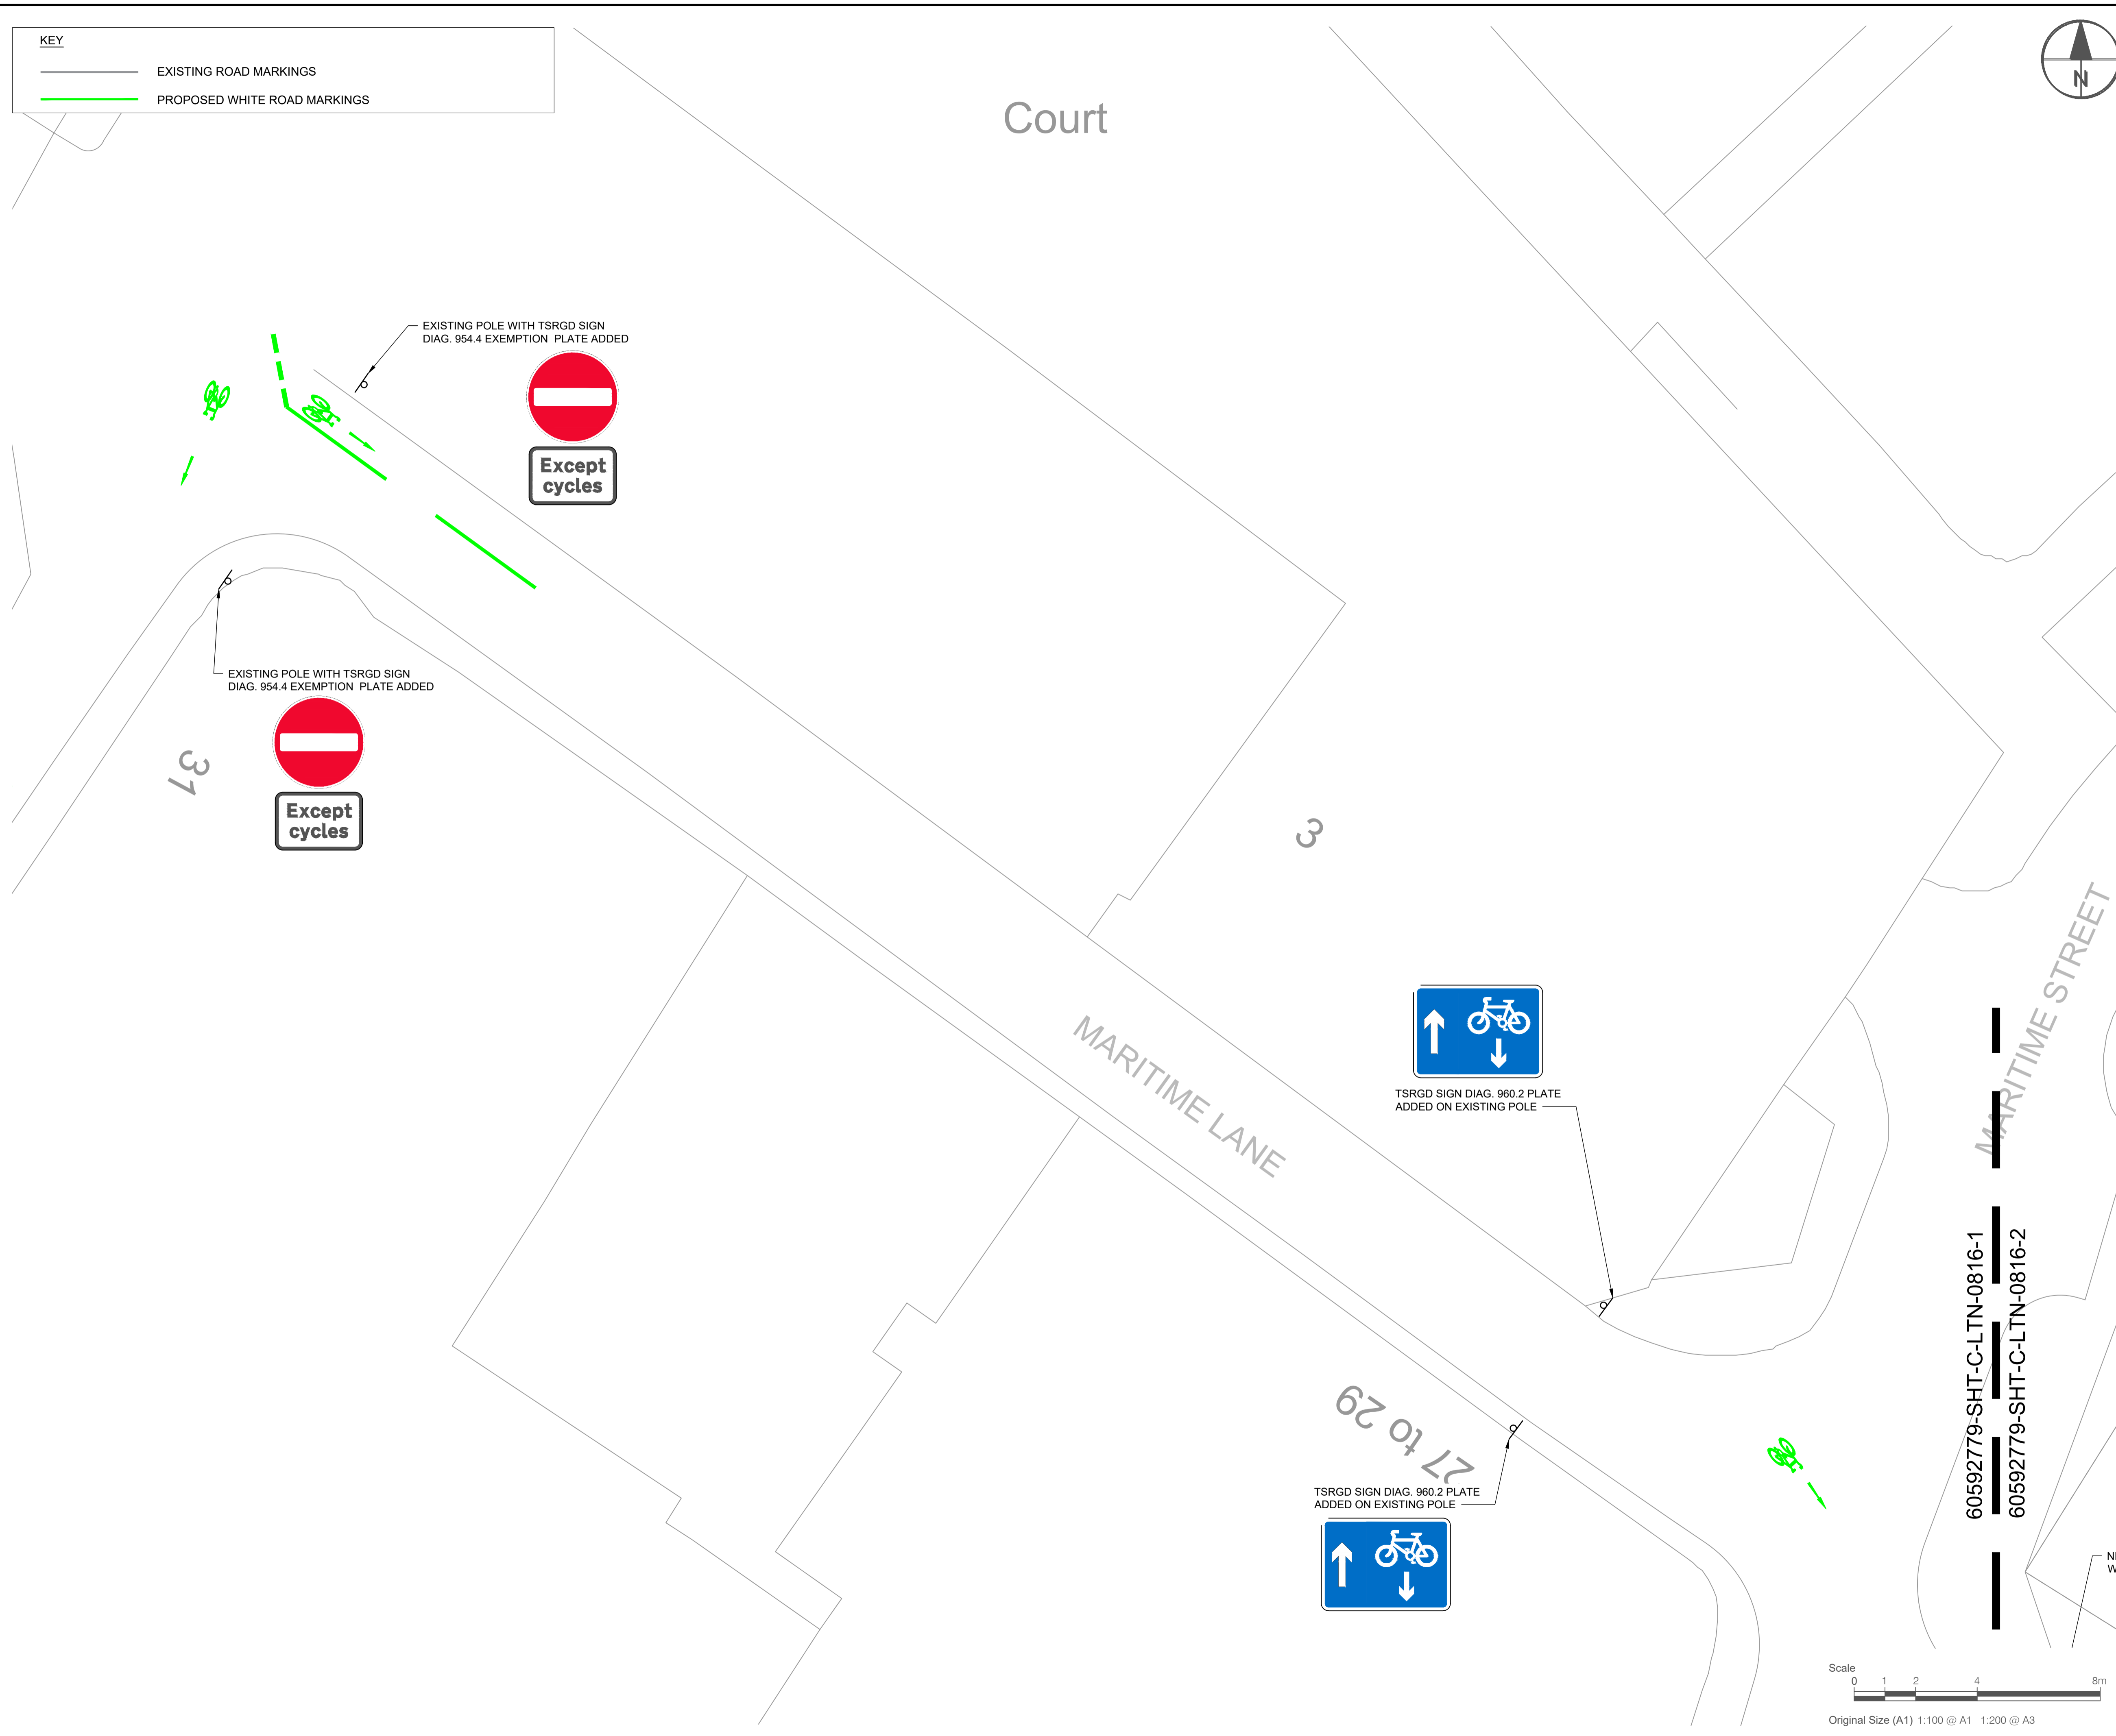 KEY
EXISTING ROAD MARKINGS
PROPOSED WHITE ROAD MARKINGS
Court
N
EXISTING POLE WITH TSRGD SIGN
DIAG. 954.4 EXEMPTION PLATE ADDED
Except
cycles
EXISTING POLE WITH TSRGD SIGN
DIAG. 954.4 EXEMPTION PLATE ADDED
Except
cycles
31
3
MARITIME STREET
MARITIME LANE
TSRGD SIGN DIAG. 960.2 PLATE
ADDED ON EXISTING POLE
60592779-SHT-C-LTN-0816-1
60592779-SHT-C-LTN-0816-2
27 to 29
TSRGD SIGN DIAG. 960.2 PLATE
ADDED ON EXISTING POLE
Scale
0 1 2 4 8m
Original Size (A1) 1:100 @ A1 1:200 @ A3